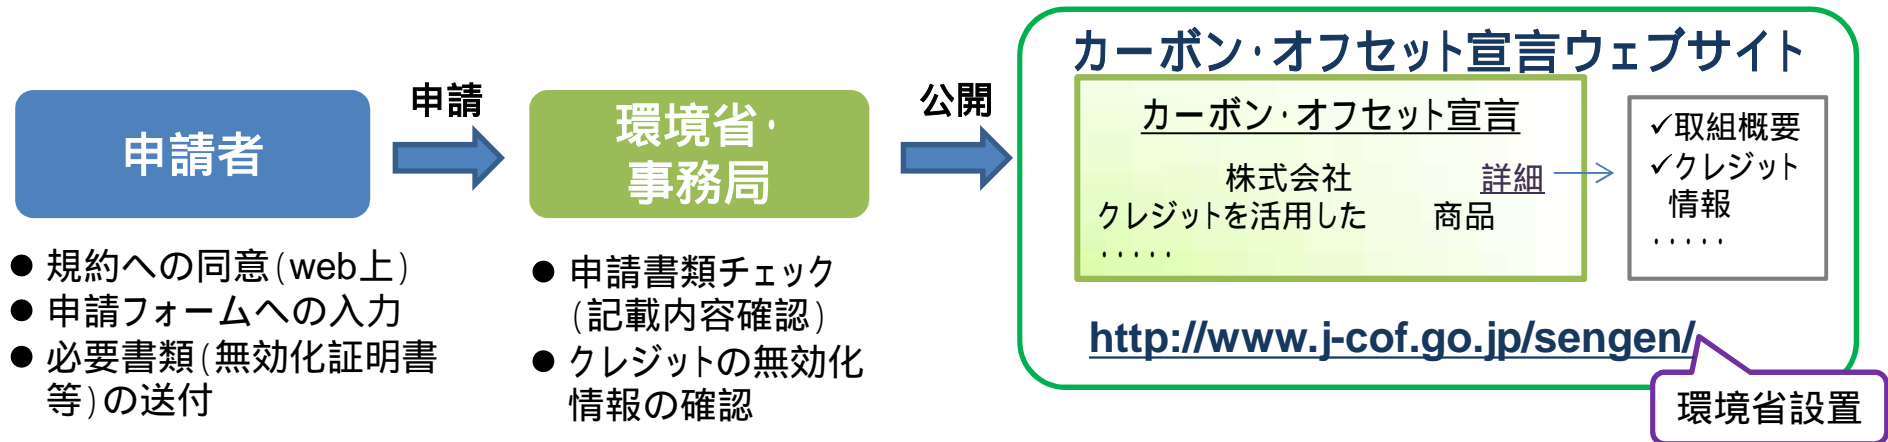 申請者
● 規約への同意(web上)
● 申請フォームへの入力
● 必要書類(無効化証明書
等)の送付
申請
環境省・
事務局
● 申請書類チェック
(記載内容確認)
● クレジットの無効化
情報の確認
公開
カーボン・オフセット宣言ウェブサイト
カーボン・オフセット宣言
株式会社 詳細
クレジットを活用した 商品
・・・・・
✓取組概要
✓クレジット
情報
・・・・・
http://www.j-cof.go.jp/sengen/
環境省設置